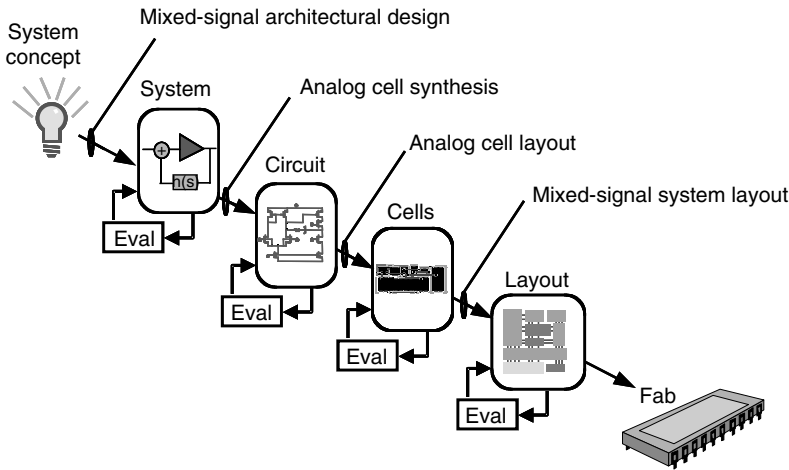 Mixed-signal architectural design
System
concept
System
Analog cell synthesis
Analog cell layout
Circuit
Mixed-signal system layout
Cells
h(s)
Eval
Layout
Eval
Eval
Fab
Eval